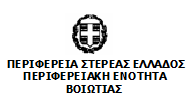 ΠΕΡΙΦΕΡΕΙΑ ΣΤΕΡΕΑΣ ΕΛΛΑΔΟΣ
ΠΕΡΙΦΕΡΕΙΑΚΗ ΕΝΟΤΗΤΑ
ΒΟΙΩΤΙΑΣ